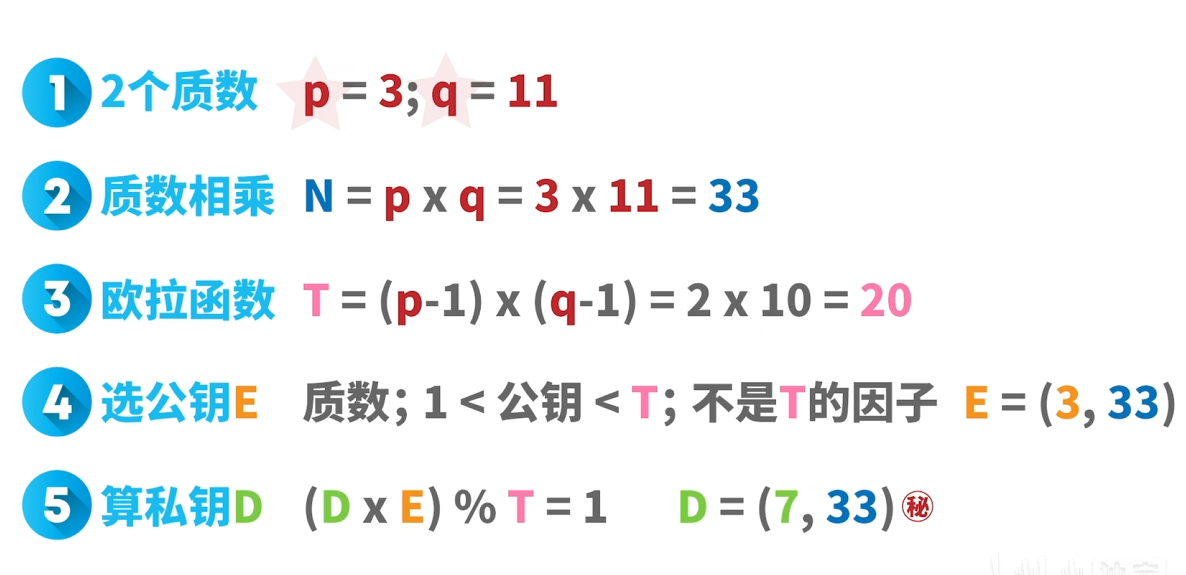 1 2个质数 p = 3; q = 11
2 质数相乘 N = p x q = 3 x 11 = 33
3 欧拉函数 T = (p-1) x (q-1) = 2 x 10 = 20
4 选公钥E 质数; 1 < 公钥 < T; 不是T的因子 E = (3, 33)
5 算私钥D (D x E) % T = 1 D = (7, 33) ㊙